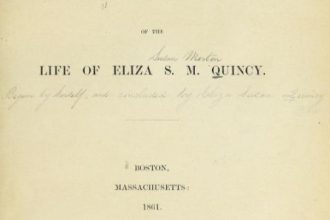 OF THE
Susan Morton
LIFE OF ELIZA S. M. QUINCY.
Begun by herself, and concluded by Eliza Susan Quincy
BOSTON,
MASSACHUSETTS:
1861.